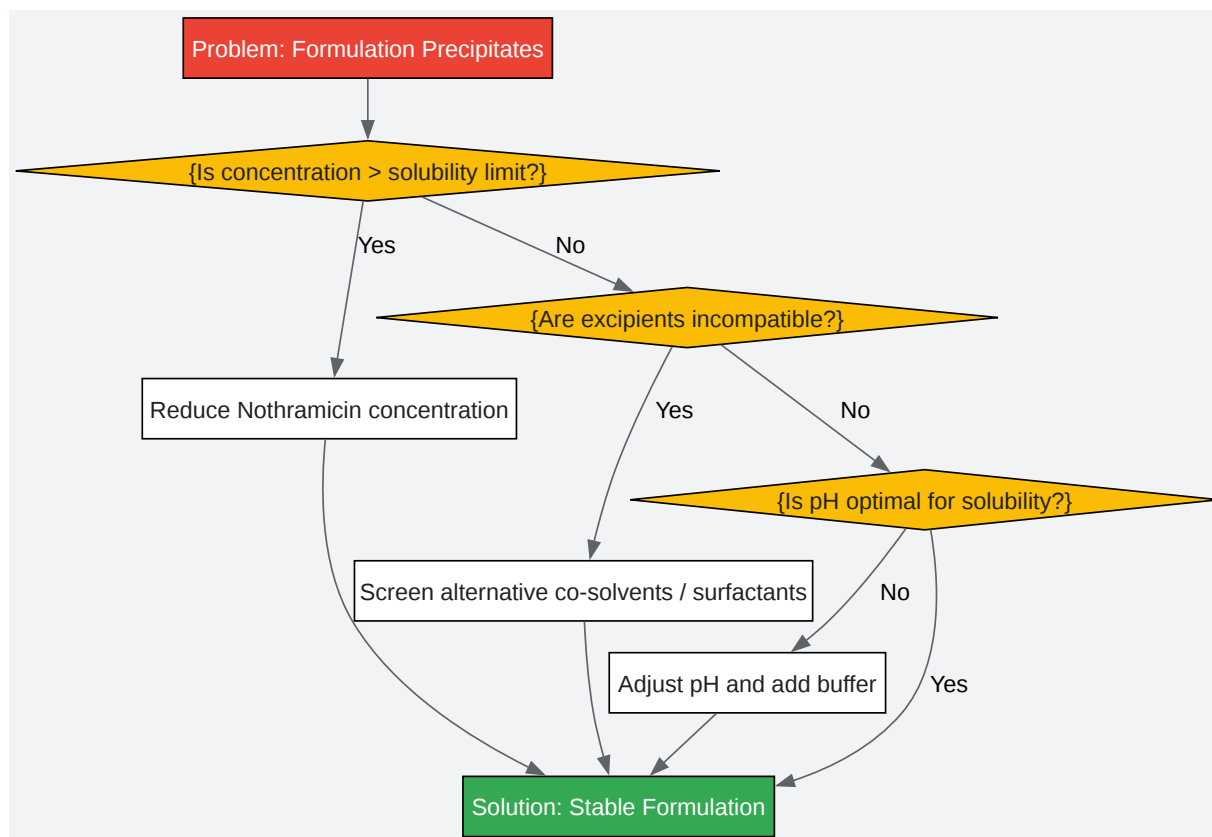 Problem: Formulation Precipitates
{Is concentration > solubility limit?}
Yes
No
{Are excipients incompatible?}
Reduce Nothramicin concentration
Yes
No
{Is pH optimal for solubility?}
Screen alternative co-solvents / surfactants
No
Adjust pH and add buffer
Yes
Solution: Stable Formulation